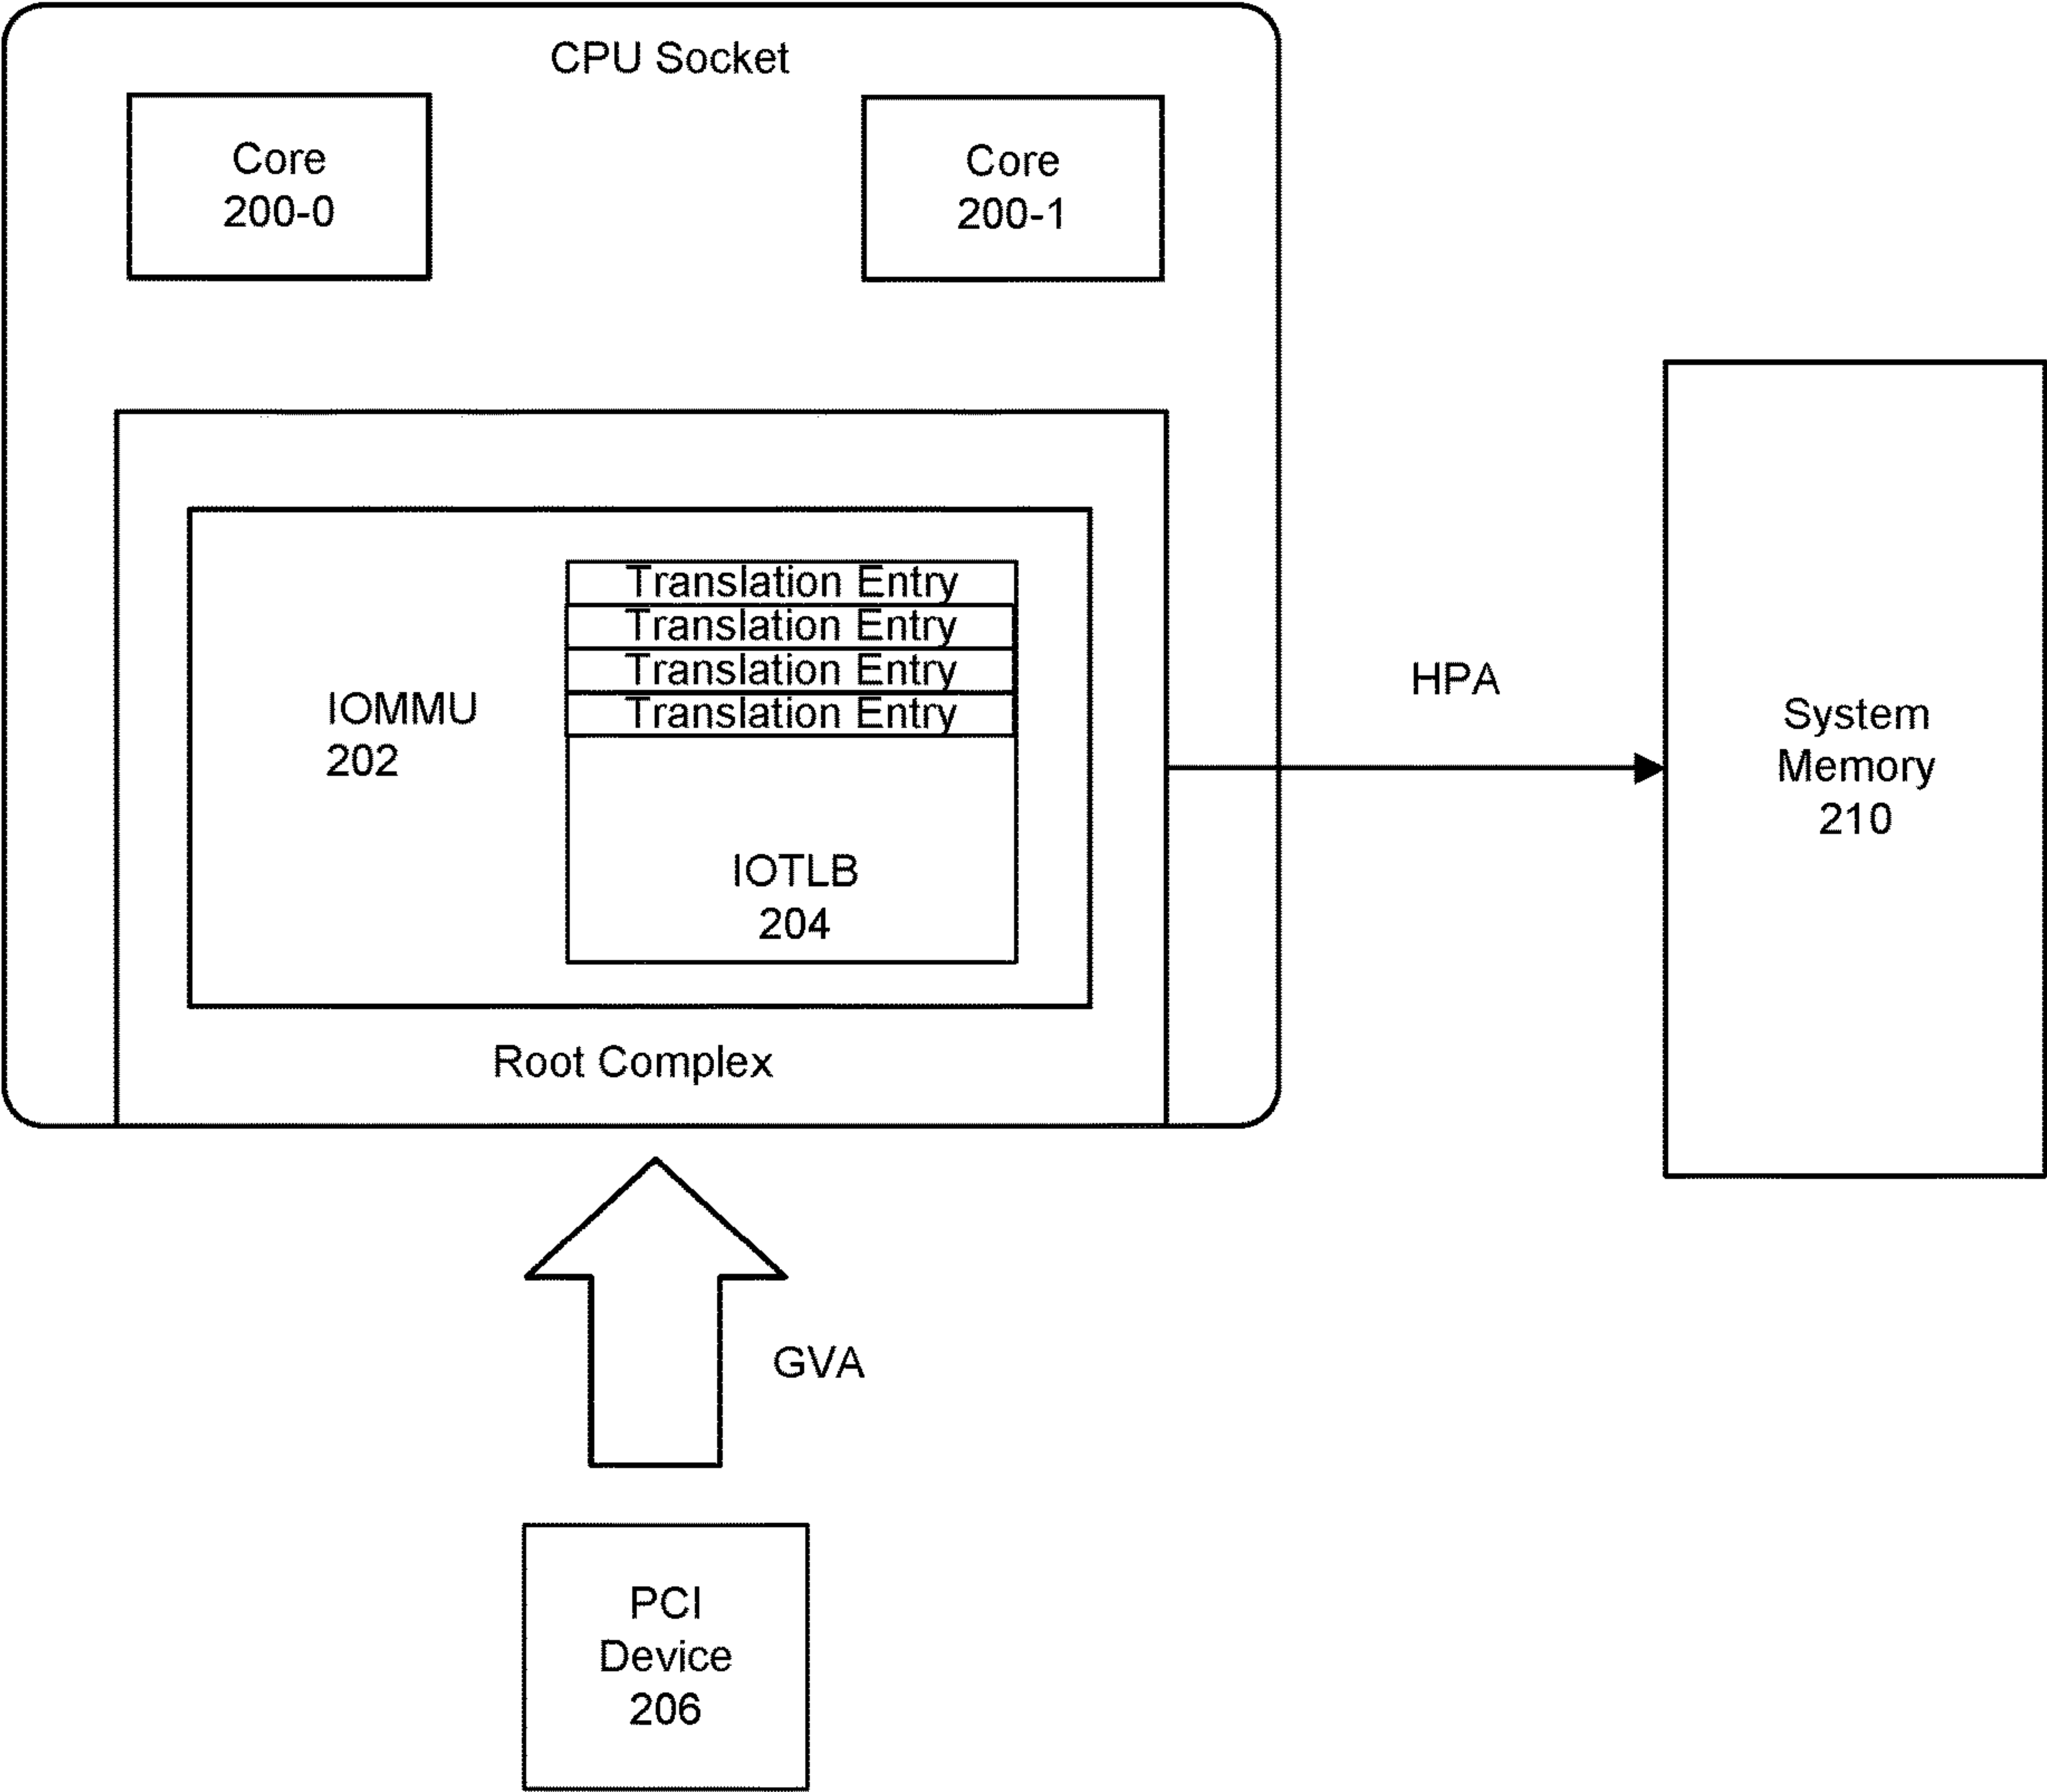 CPU Socket
Core
200-0
Core
200-1
Translation Entry
Translation Entry
Translation Entry
Translation Entry
IOMMU
202
IOTLB
204
Root Complex
HPA
System
Memory
210
GVA
PCI
Device
206